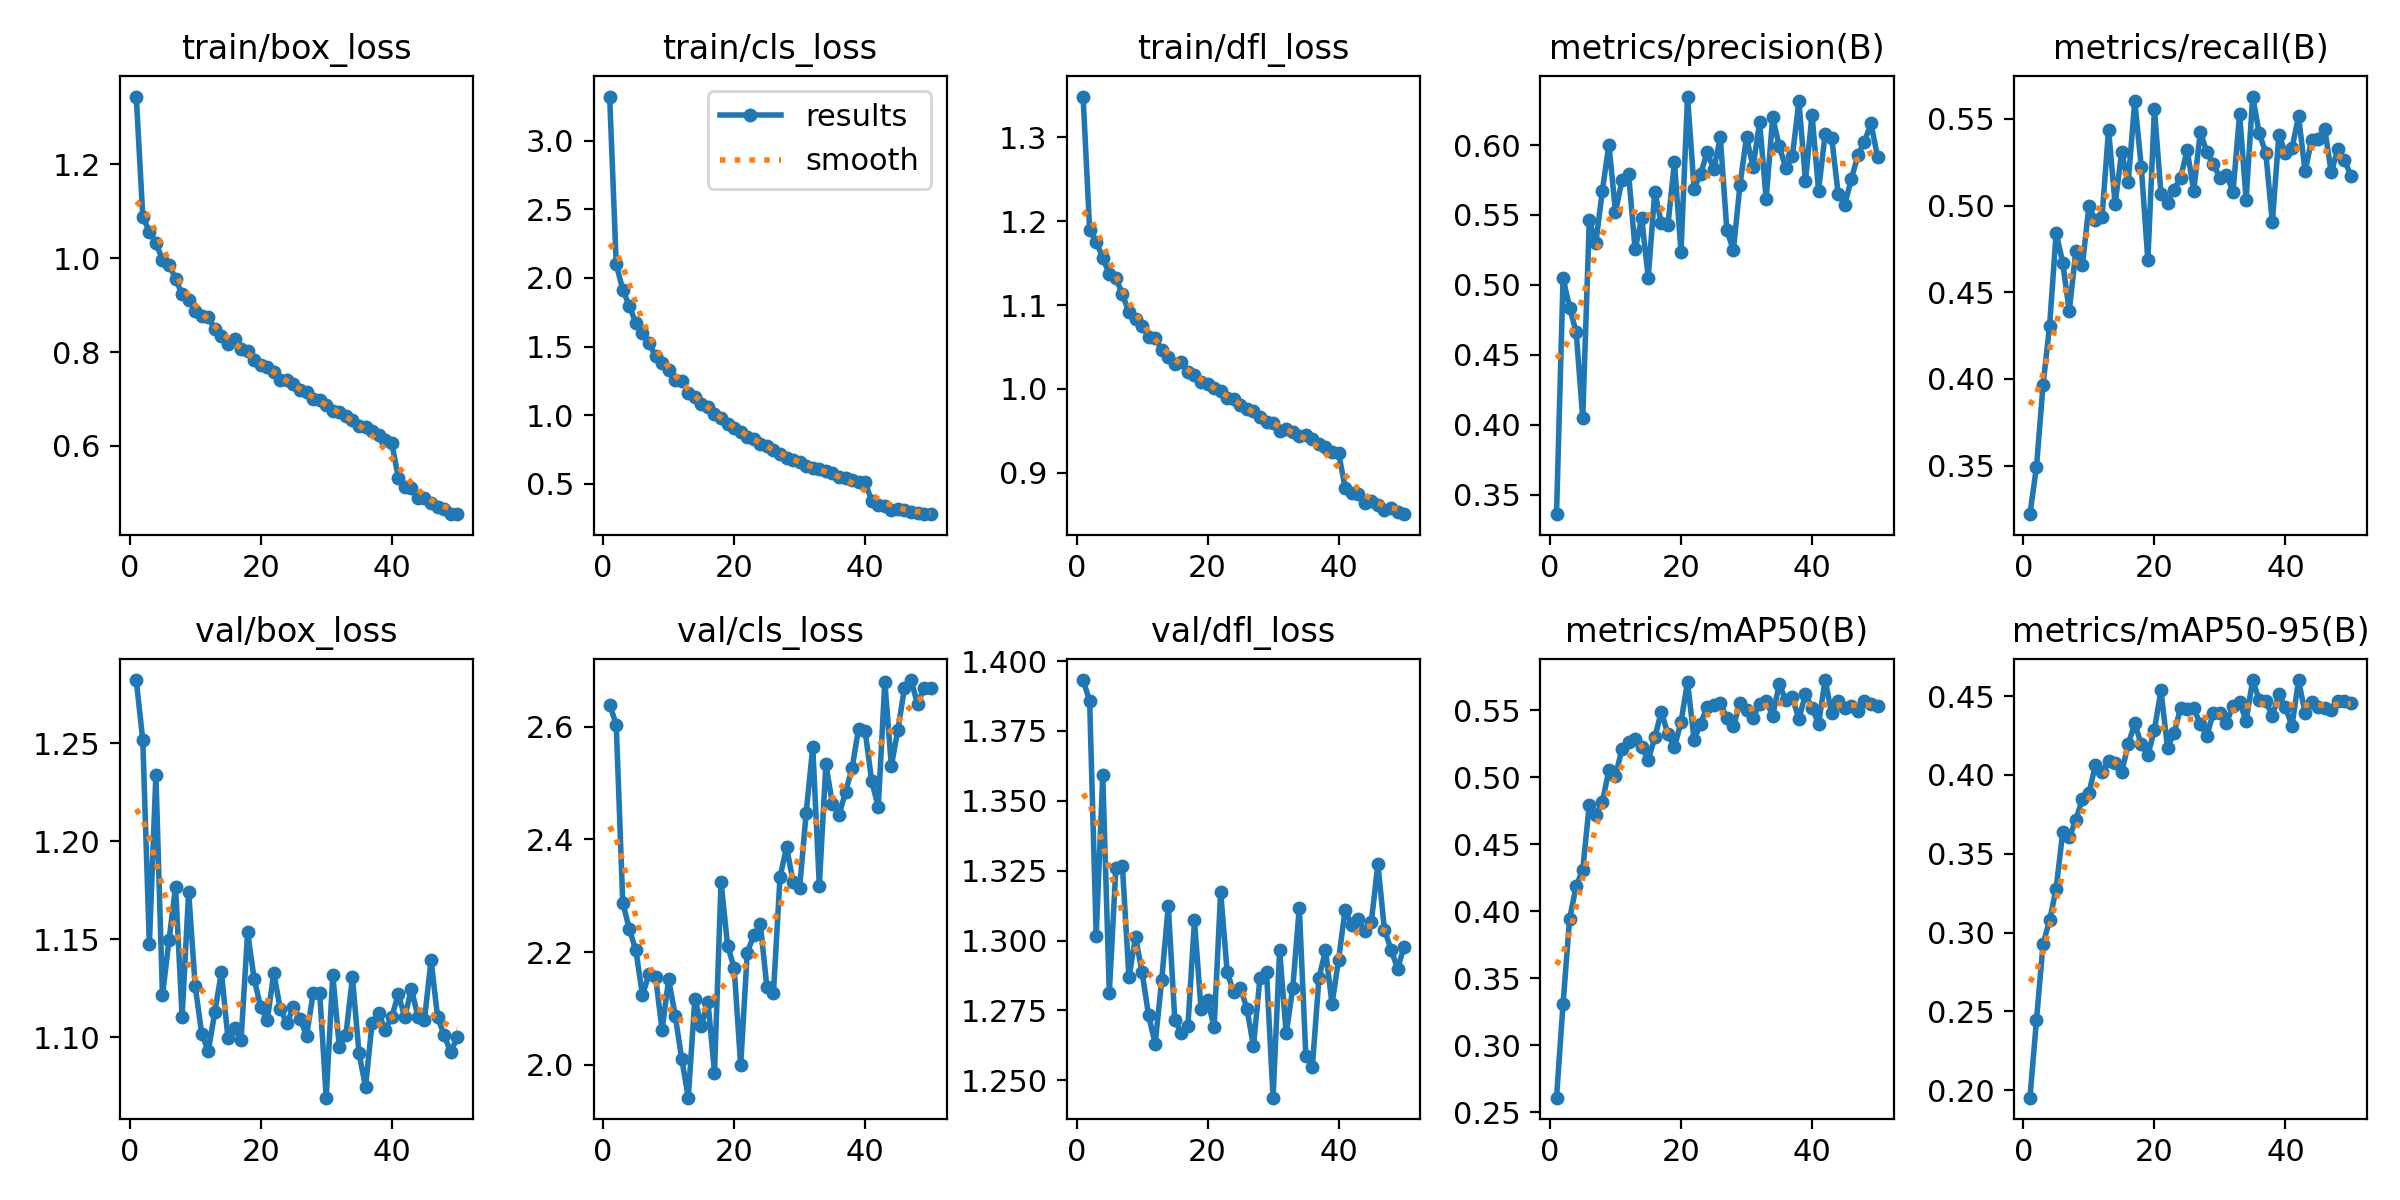 train/box_loss
1.2
1.0
0.8
0.6
0 20 40
train/cls_loss
results
smooth
3.0
2.5
2.0
1.5
1.0
0.5
0 20 40
train/dfl_loss
1.3
1.2
1.1
1.0
0.9
0 20 40
metrics/precision(B)
0.60
0.55
0.50
0.45
0.40
0.35
0 20 40
metrics/recall(B)
0.55
0.50
0.45
0.40
0.35
0 20 40
val/box_loss
1.25
1.20
1.15
1.10
0 20 40
val/cls_loss
2.6
2.4
2.2
2.0
0 20 40
val/dfl_loss
1.400
1.375
1.350
1.325
1.300
1.275
1.250
0 20 40
metrics/mAP50(B)
0.55
0.50
0.45
0.40
0.35
0.30
0.25
0 20 40
metrics/mAP50-95(B)
0.45
0.40
0.35
0.30
0.25
0.20
0 20 40